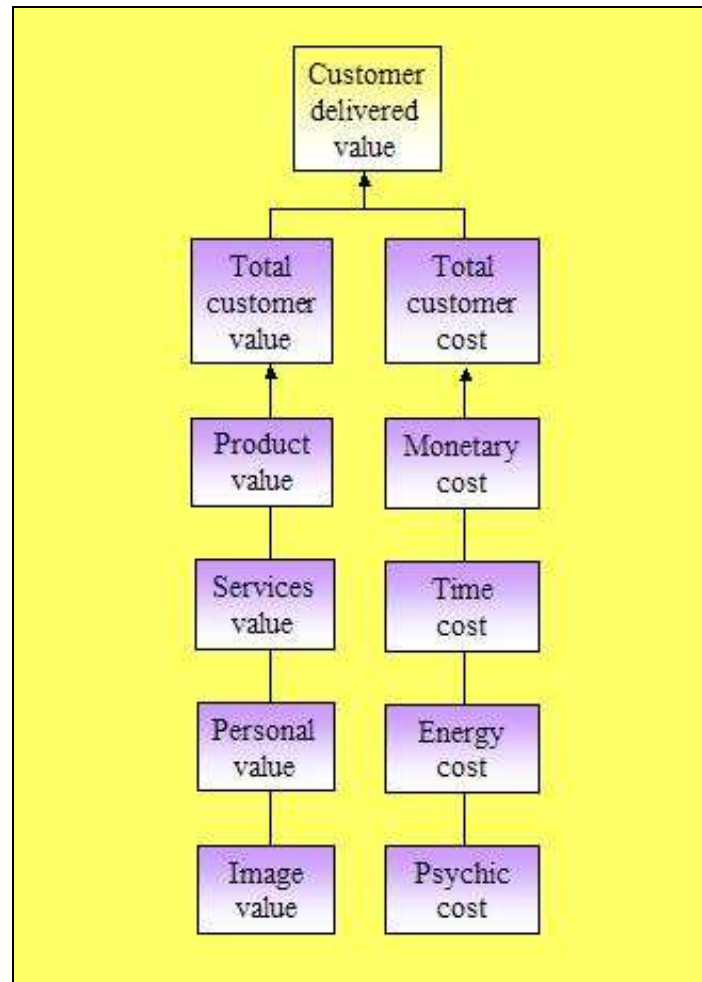 Customer
delivered
value
Total
customer
value
Total
customer
cost
Product
value
Monetary
cost
Services
value
Time
cost
Personal
value
Energy
cost
Image
value
Psychic
cost